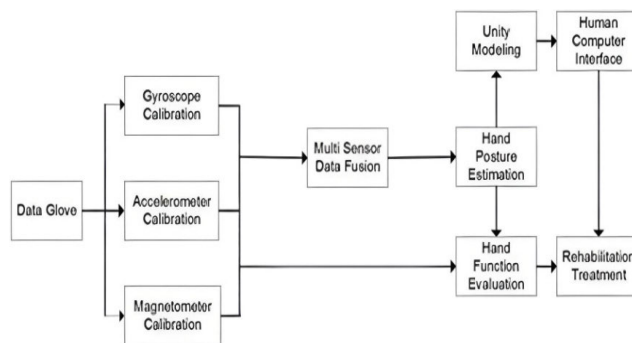 Unity
Modeling
Human
Computer
Interface
Gyroscope
Calibration
Multi Sensor
Data Fusion
Hand
Posture
Estimation
Data Glove
Accelerometer
Calibration
Hand
Function
Evaluation
Rehabilitation
Treatment
Magnetometer
Calibration